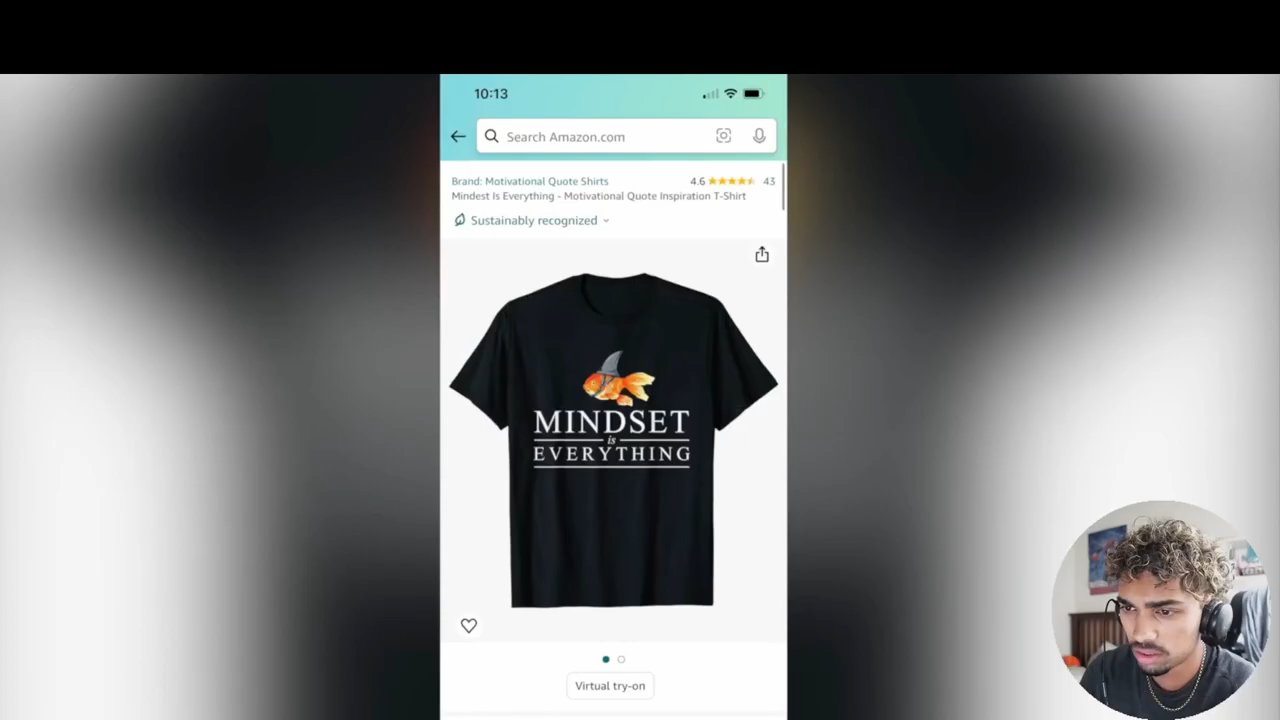 10:13
Search Amazon.com
Brand: Motivational Quote Shirts 4.6 43
Mindest Is Everything - Motivational Quote Inspiration T-Shirt
Sustainably recognized
MINDSET
is
EVERYTHING
Virtual try-on